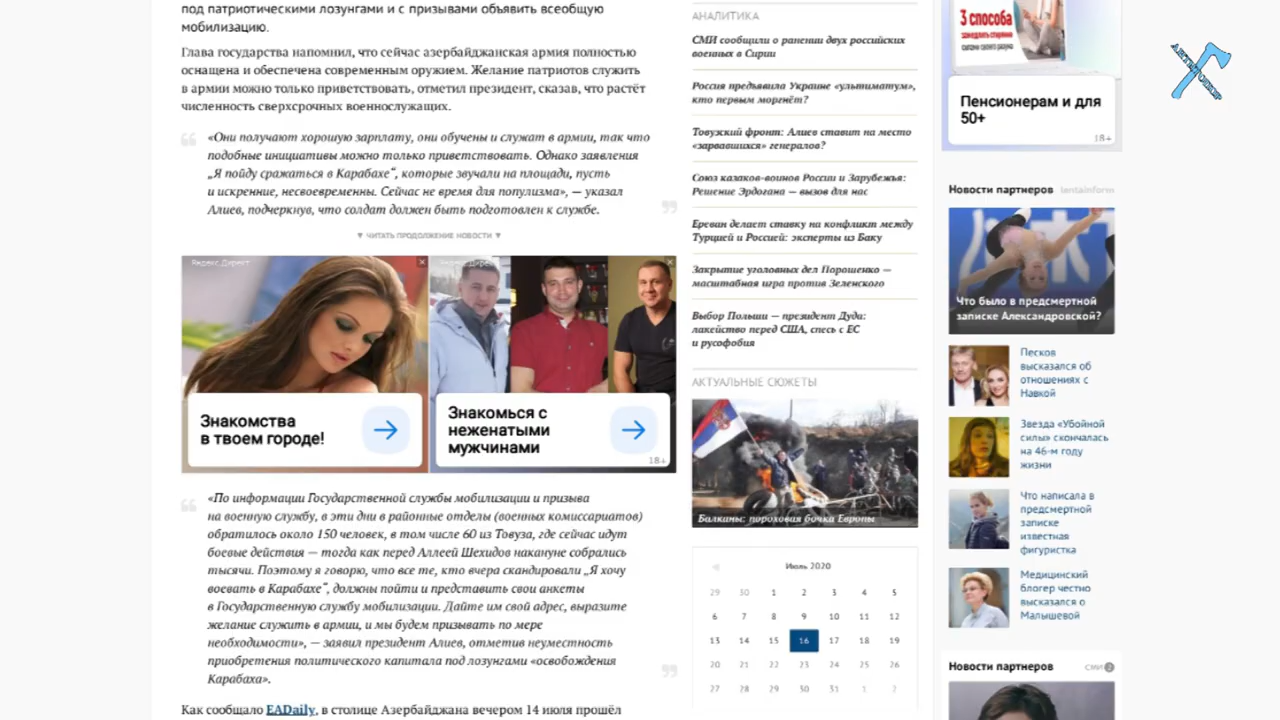 под патриотическими лозунгами и с призывами объявить всеобщую
мобилизацию.
Глава государства напомнил, что сейчас азербайджанская армия полностью
оснащена и обеспечена современным оружием. Желание патриотов служить
в армии можно только приветствовать, отметил президент, сказав, что растёт
численность сверхсрочных военнослужащих.
«Они получают хорошую зарплату, они обучены и служат в армии, так что
подобные инициативы можно только приветствовать. Однако заявления
„Я пойду сражаться в Карабахе“, которые звучали на площади, пусть
и искренние, несвоевременны. Сейчас не время для популизма», — указал
Алиев, подчеркнув, что солдат должен быть подготовлен к службе.
▼ ЧИТАТЬ ПРОДОЛЖЕНИЕ НОВОСТИ ▼
Яндекс.Директ
Знакомства
в твоем городе!
Яндекс.Директ
Знакомься с
неженатыми
мужчинами
18+
«По информации Государственной службы мобилизации и призыва
на военную службу, в эти дни в районные отделы (военных комиссариатов)
обратилось около 150 человек, в том числе 60 из Товуза, где сейчас идут
боевые действия — тогда как перед Аллеей Шехидов накануне собрались
тысячи. Поэтому я говорю, что все те, кто вчера скандировали „Я хочу
воевать в Карабахе“, должны пойти и представить свои анкеты
в Государственную службу мобилизации. Дайте им свой адрес, выразите
желание служить в армии, и мы будем призывать по мере
необходимости», — заявил президент Алиев, отметив неуместность
приобретения политического капитала под лозунгами «освобождения
Карабаха».
Как сообщало EADaily, в столице Азербайджана вечером 14 июля прошёл
АНАЛИТИКА
СМИ сообщили о ранении двух российских
военных в Сирии
Россия предъявила Украине «ультиматум»,
кто первым моргнёт?
Товузский фронт: Алиев ставит на место
«зарвавшихся» генералов?
Союз казаков-воинов России и Зарубежья:
Решение Эрдогана — вызов для нас
Ереван делает ставку на конфликт между
Турцией и Россией: эксперты из Баку
Закрытие уголовных дел Порошенко —
масштабная игра против Зеленского
Выбор Польши — президент Дуда:
лакейство перед США, спесь с ЕС
и русофобия
АКТУАЛЬНЫЕ СЮЖЕТЫ
Балканы: пороховая бочка Европы
Июль 2020
29 30 1 2 3 4 5
6 7 8 9 10 11 12
13 14 15 16 17 18 19
20 21 22 23 24 25 26
27 28 29 30 31 1 2
3 способа
замедлить старение
Пенсионерам и для
50+
18+
Новости партнеров lentainform
Что было в предсмертной
записке Александровской?
Песков
высказался об
отношениях с
Навкой
Звезда «Убойной
силы» скончалась
на 46-м году
жизни
Что написала в
предсмертной
записке
известная
фигуристка
Медицинский
блогер честно
высказался о
Малышевой
Новости партнеров СМИ2